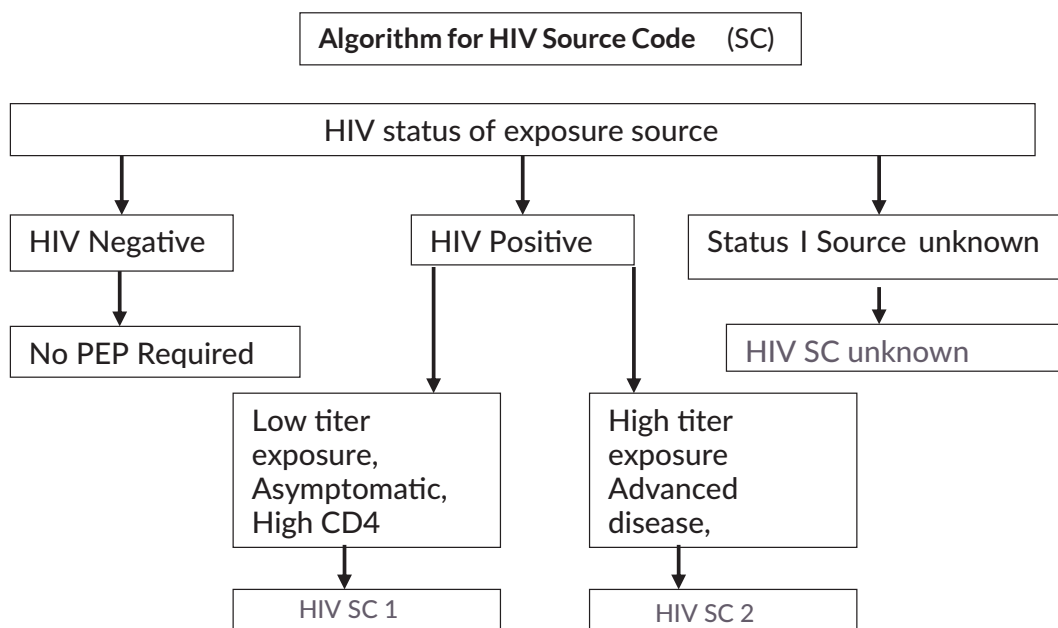 Algorithm for HIV Source Code (SC)
HIV status of exposure source
HIV Negative
HIV Positive
Status I Source unknown
No PEP Required
HIV SC unknown
Low titer
exposure,
Asymptomatic,
High CD4
High titer
exposure
Advanced
disease,
HIV SC 1
HIV SC 2